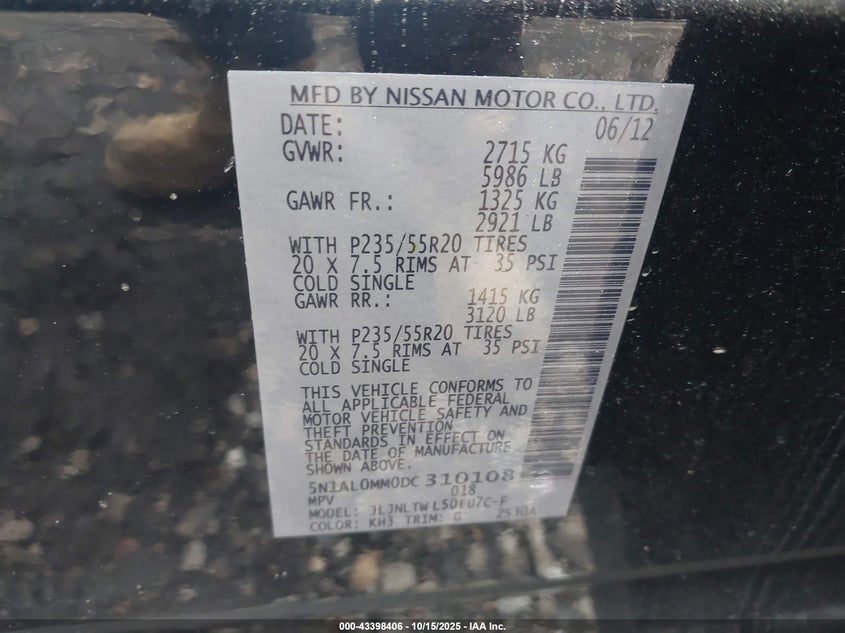 MFD BY NISSAN MOTOR CO., LTD.
DATE: 06/12
GVWR: 2715 KG
5986 LB
GAWR FR.: 1325 KG
2921 LB
WITH P235/55R20 TIRES
20 X 7.5 RIMS AT 35 PSI
COLD SINGLE
GAWR RR.: 1415 KG
3120 LB
WITH P235/55R20 TIRES
20 X 7.5 RIMS AT 35 PSI
COLD SINGLE
THIS VEHICLE CONFORMS TO
ALL APPLICABLE FEDERAL
MOTOR VEHICLE SAFETY AND
THEFT PREVENTION
STANDARDS IN EFFECT ON
THE DATE OF MANUFACTURE
SHOWN ABOVE.
5N1AL0MM0DC310108
MPV 018
MODEL: JLJNLTW L50EU7C-F
COLOR: KH3 TRIM: G ZS30A
000-43398406 - 10/15/2025 - IAA Inc.